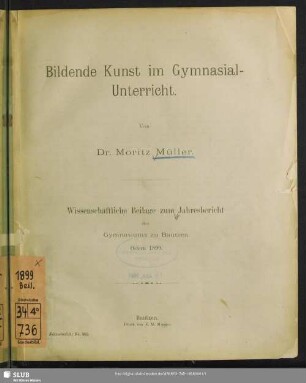 Bildende Kunst im Gymnasial-
Unterricht.
Von
Dr. Moritz Müller.
Wissenschaftliche Beilage zum Jahresbericht
des
Gymnasiums zu Bautzen
Ostern 1899.
1899
Baš.
34 4°
736
Bautzen.
SLUB